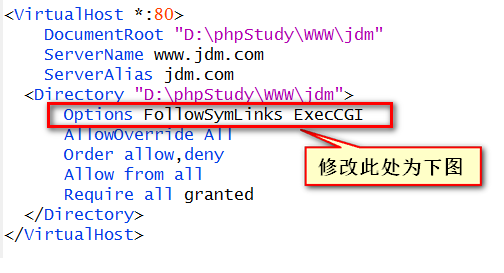 <VirtualHost *:80>
DocumentRoot "D:\phpStudy\WWW\jdm"
ServerName www.jdm.com
ServerAlias jdm.com
<Directory "D:\phpStudy\WWW\jdm">
Options FollowSymLinks ExecCGI
AllowOverride All
Order allow,deny
Allow from all
Require all granted
</Directory>
</VirtualHost>
修改此处为下图